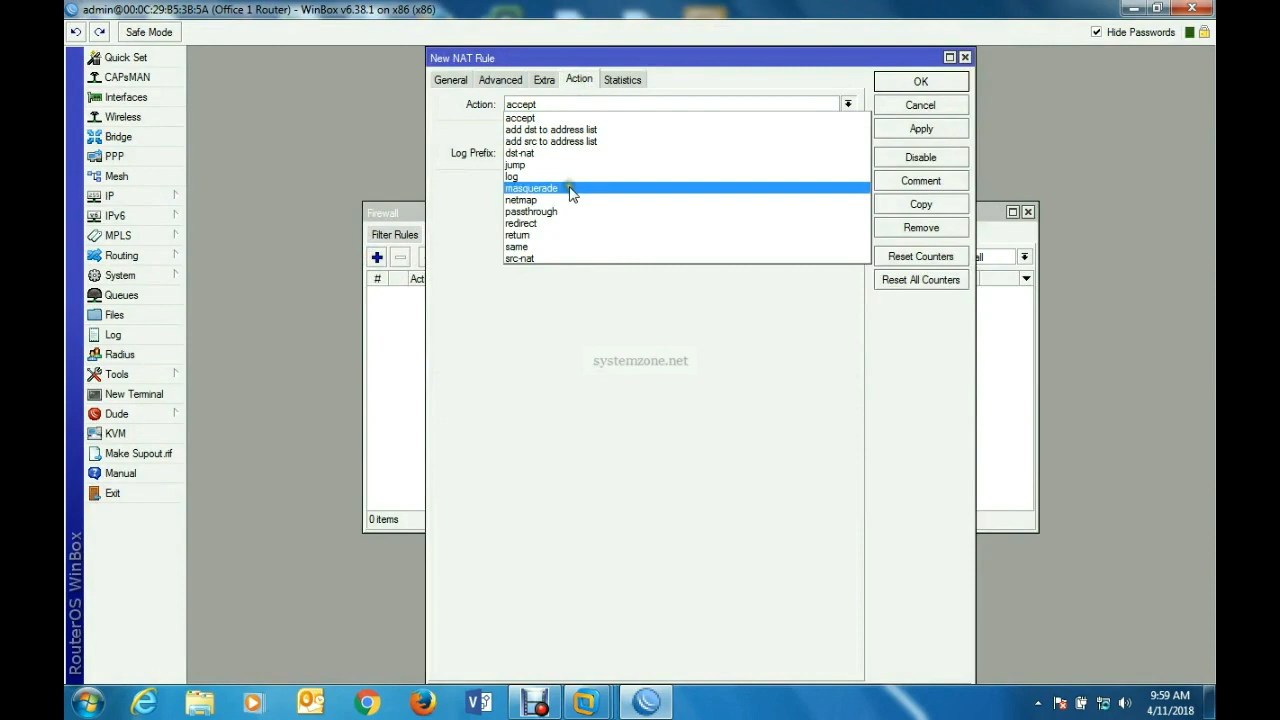 admin@00:0C:29:B5:3B:5A (Office 1 Router) - WinBox v6.38.1 on x86 (x86)
Safe Mode
Hide Passwords
RouterOS WinBox
Quick Set
CAPsMAN
Interfaces
Wireless
Bridge
PPP
Mesh
IP
IPv6
MPLS
Routing
System
Queues
Files
Log
Radius
Tools
New Terminal
Dude
KVM
Make Supout.rif
Manual
Exit
Firewall
Filter Rules
#
Act
0 items
all
New NAT Rule
General Advanced Extra Action Statistics
Action: accept
Log Prefix:
accept
add dst to address list
add src to address list
dst-nat
jump
log
masquerade
netmap
passthrough
redirect
return
same
src-nat
OK
Cancel
Apply
Disable
Comment
Copy
Remove
Reset Counters
Reset All Counters
systemzone.net
9:59 AM
4/11/2018